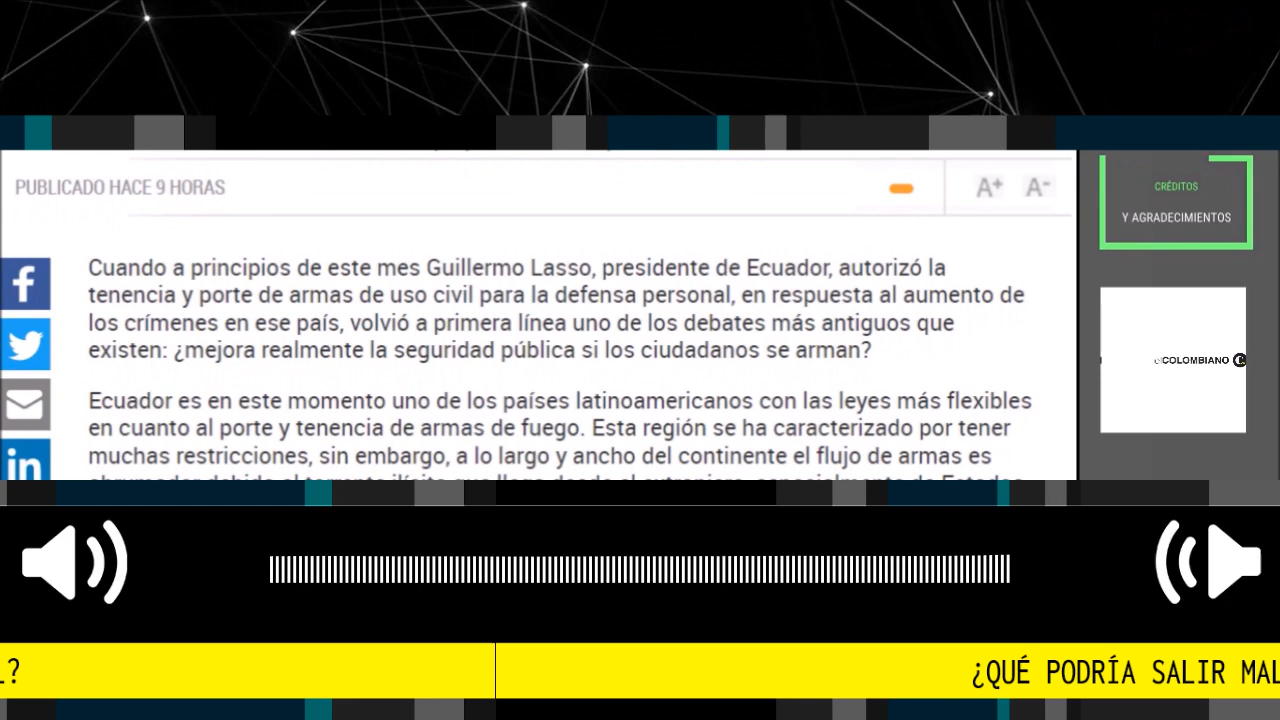 PUBLICADO HACE 9 HORAS
A+ A-
CRÉDITOS
Y AGRADECIMIENTOS
Cuando a principios de este mes Guillermo Lasso, presidente de Ecuador, autorizó la
tenencia y porte de armas de uso civil para la defensa personal, en respuesta al aumento de
los crímenes en ese país, volvió a primera línea uno de los debates más antiguos que
existen: ¿mejora realmente la seguridad pública si los ciudadanos se arman?
Ecuador es en este momento uno de los países latinoamericanos con las leyes más flexibles
en cuanto al porte y tenencia de armas de fuego. Esta región se ha caracterizado por tener
muchas restricciones, sin embargo, a lo largo y ancho del continente el flujo de armas es
elCOLOMBIANO
L?
¿QUÉ PODRÍA SALIR MAL